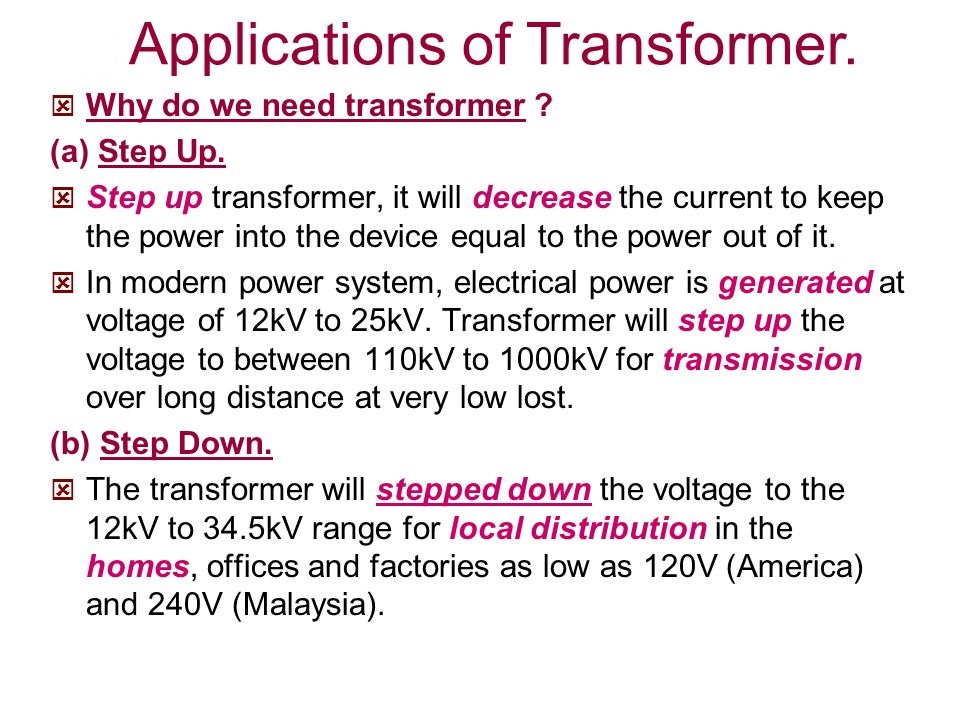 Applications of Transformer.
Why do we need transformer ?
(a) Step Up.
Step up transformer, it will decrease the current to keep
the power into the device equal to the power out of it.
In modern power system, electrical power is generated at
voltage of 12kV to 25kV. Transformer will step up the
voltage to between 110kV to 1000kV for transmission
over long distance at very low lost.
(b) Step Down.
The transformer will stepped down the voltage to the
12kV to 34.5kV range for local distribution in the
homes, offices and factories as low as 120V (America)
and 240V (Malaysia).